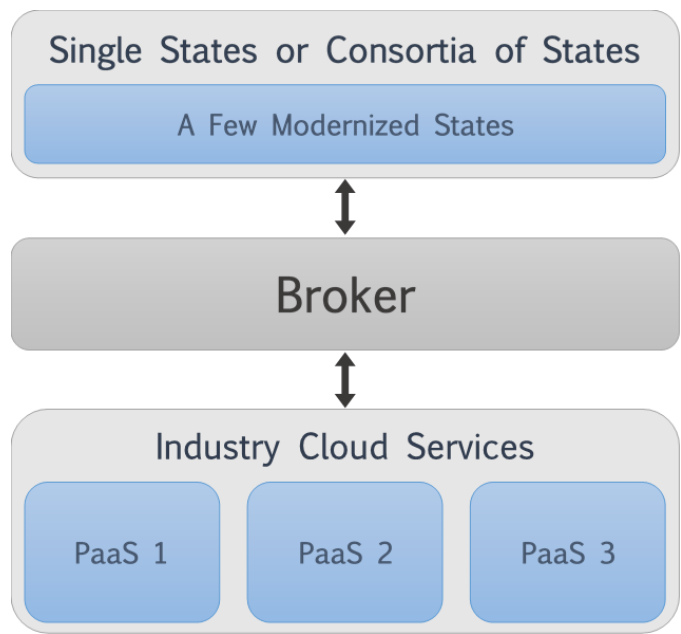 Single States or Consortia of States
A Few Modernized States
Broker
Industry Cloud Services
PaaS 1
PaaS 2
PaaS 3